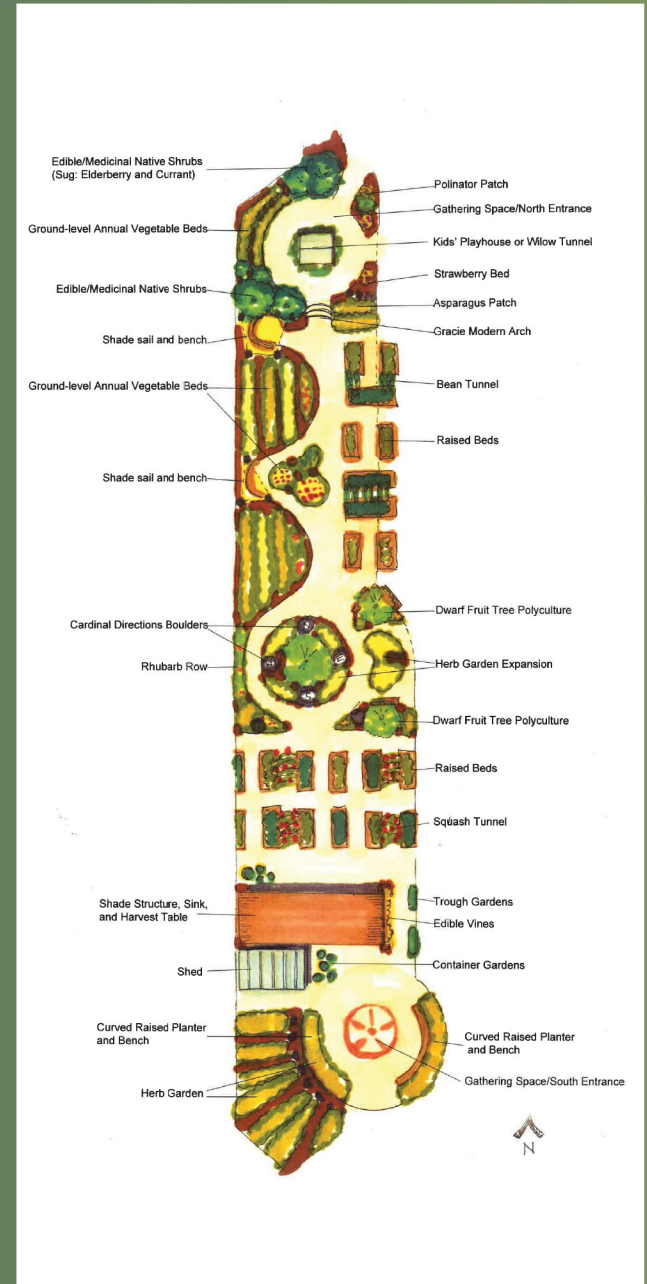 Edible/Medicinal Native Shrubs
(Sug: Elderberry and Currant)
Polinator Patch
Gathering Space/North Entrance
Ground-level Annual Vegetable Beds
Kids' Playhouse or Wilow Tunnel
Strawberry Bed
Edible/Medicinal Native Shrubs
Asparagus Patch
Gracie Modern Arch
Shade sail and bench
Ground-level Annual Vegetable Beds
Bean Tunnel
Raised Beds
Shade sail and bench
Dwarf Fruit Tree Polyculture
Cardinal Directions Boulders
Rhubarb Row
Herb Garden Expansion
Dwarf Fruit Tree Polyculture
Raised Beds
Squash Tunnel
Shade Structure, Sink,
and Harvest Table
Trough Gardens
Edible Vines
Container Gardens
Shed
Curved Raised Planter
and Bench
Curved Raised Planter
and Bench
Gathering Space/South Entrance
Herb Garden
N